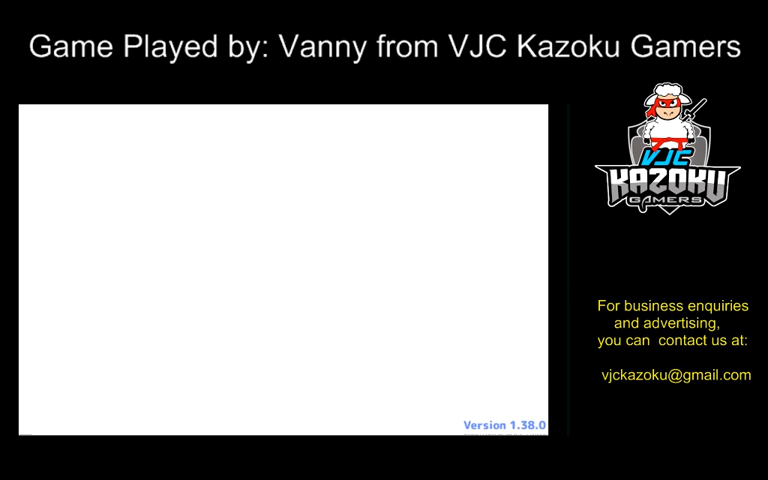 Game Played by: Vanny from VJC Kazoku Gamers
VJC
KAZOKU
GAMERS
For business enquiries
and advertising,
you can contact us at:
vjckazoku@gmail.com
Version 1.38.0